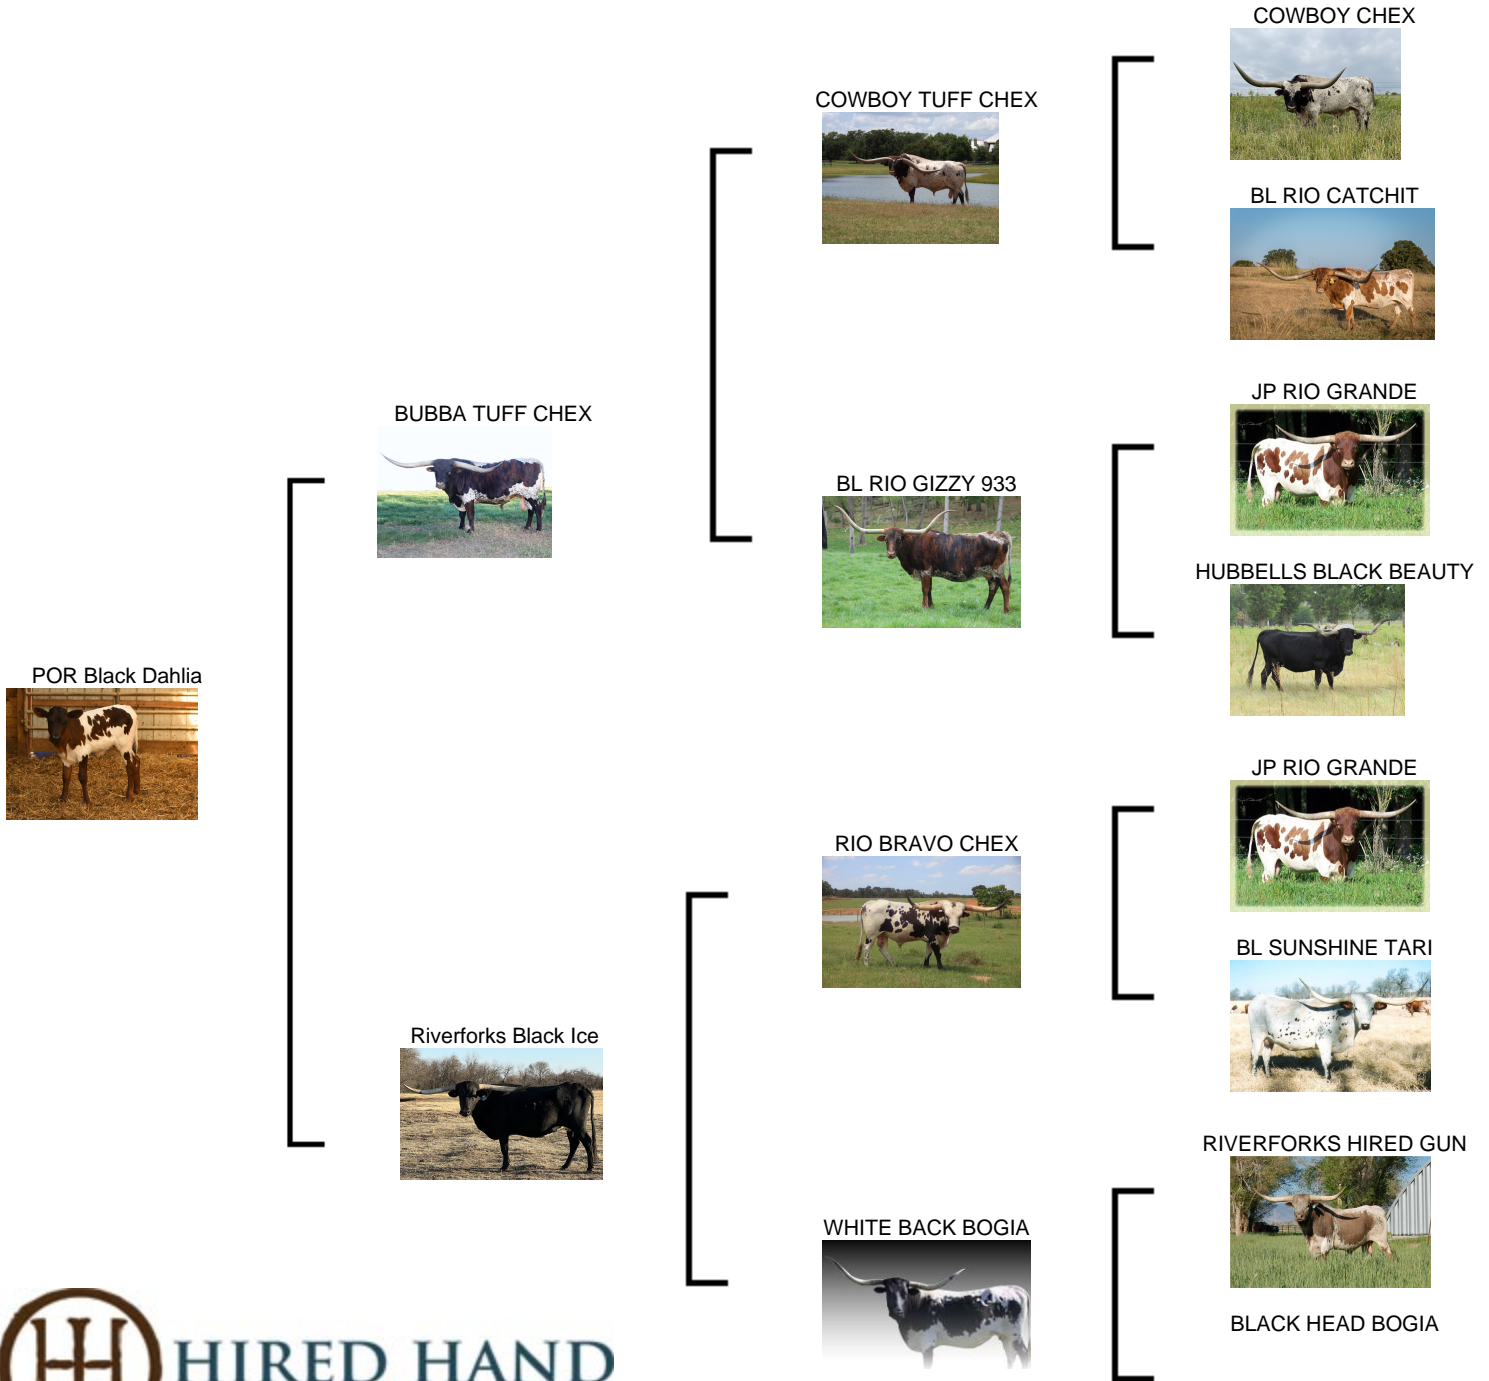 COWBOY CHEX
COWBOY TUFF CHEX
BL RIO CATCHIT
JP RIO GRANDE
BUBBA TUFF CHEX
BL RIO GIZZY 933
HUBBELLS BLACK BEAUTY
POR Black Dahlia
JP RIO GRANDE
RIO BRAVO CHEX
BL SUNSHINE TARI
Riverforks Black Ice
RIVERFORKS HIRED GUN
WHITE BACK BOGIA
BLACK HEAD BOGIA
HIRED HAND